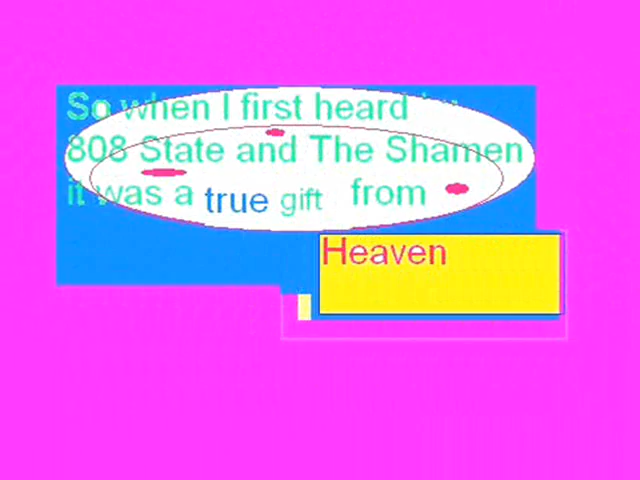 So when I first heard
808 State and The Shamen
it was a true gift from
Heaven